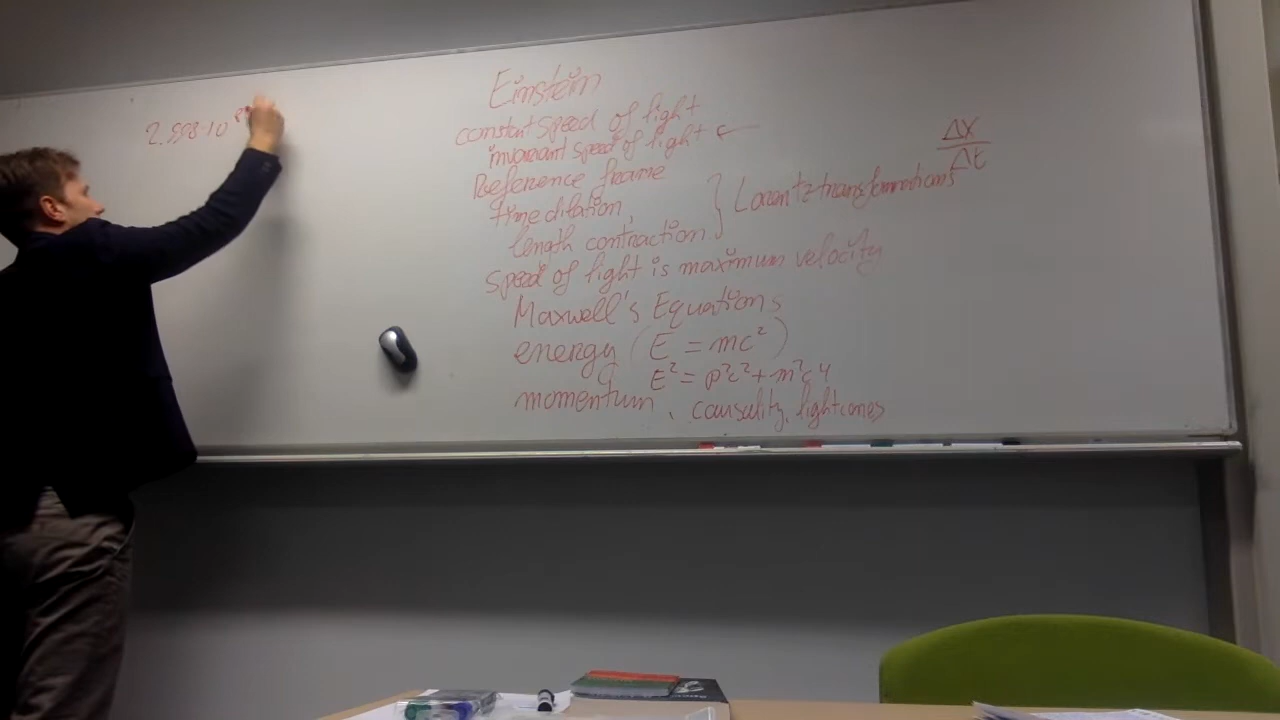 2.998·10⁸
Einstein
constant speed of light
invariant speed of light ←
Reference frame
time dilation,
length contraction } Lorentz transformations
Δx
Δt
speed of light is maximum velocity
Maxwell's Equations
energy (E = mc²)
E² = p²c² + m²c⁴
momentum, causality, lightcones